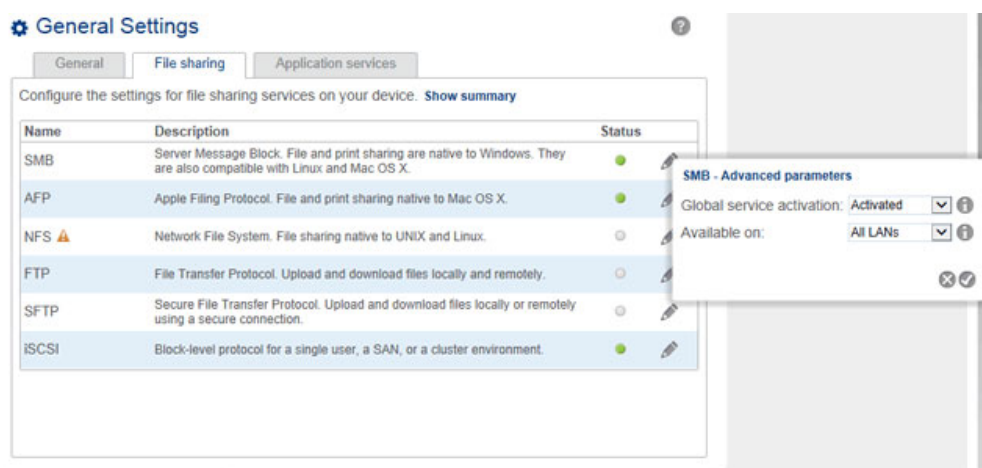 General Settings
General File sharing Application services
Configure the settings for file sharing services on your device. Show summary
Name Description Status
SMB Server Message Block. File and print sharing are native to Windows. They
are also compatible with Linux and Mac OS X.
AFP Apple Filing Protocol. File and print sharing native to Mac OS X.
NFS Network File System. File sharing native to UNIX and Linux.
FTP File Transfer Protocol. Upload and download files locally and remotely.
SFTP Secure File Transfer Protocol. Upload and download files locally or remotely
using a secure connection.
iSCSI Block-level protocol for a single user, a SAN, or a cluster environment.
SMB - Advanced parameters
Global service activation: Activated
Available on: All LANs